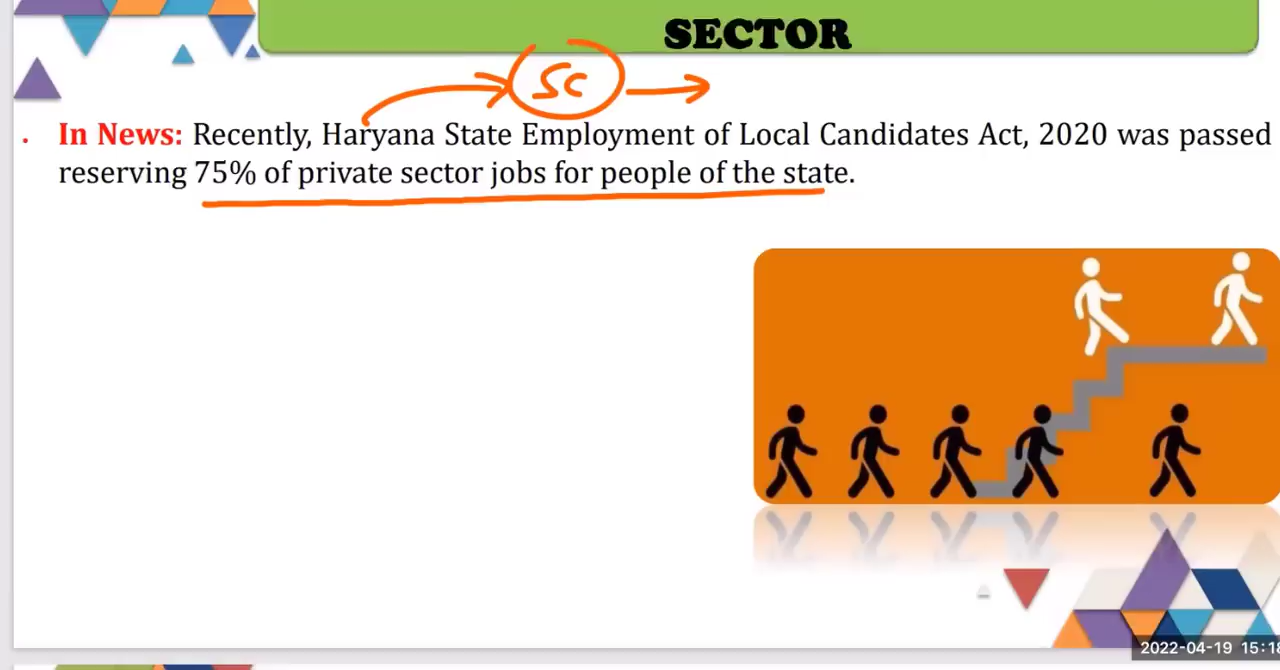 SECTOR
SC
. In News: Recently, Haryana State Employment of Local Candidates Act, 2020 was passed
reserving 75% of private sector jobs for people of the state.
2022-04-19 15:18